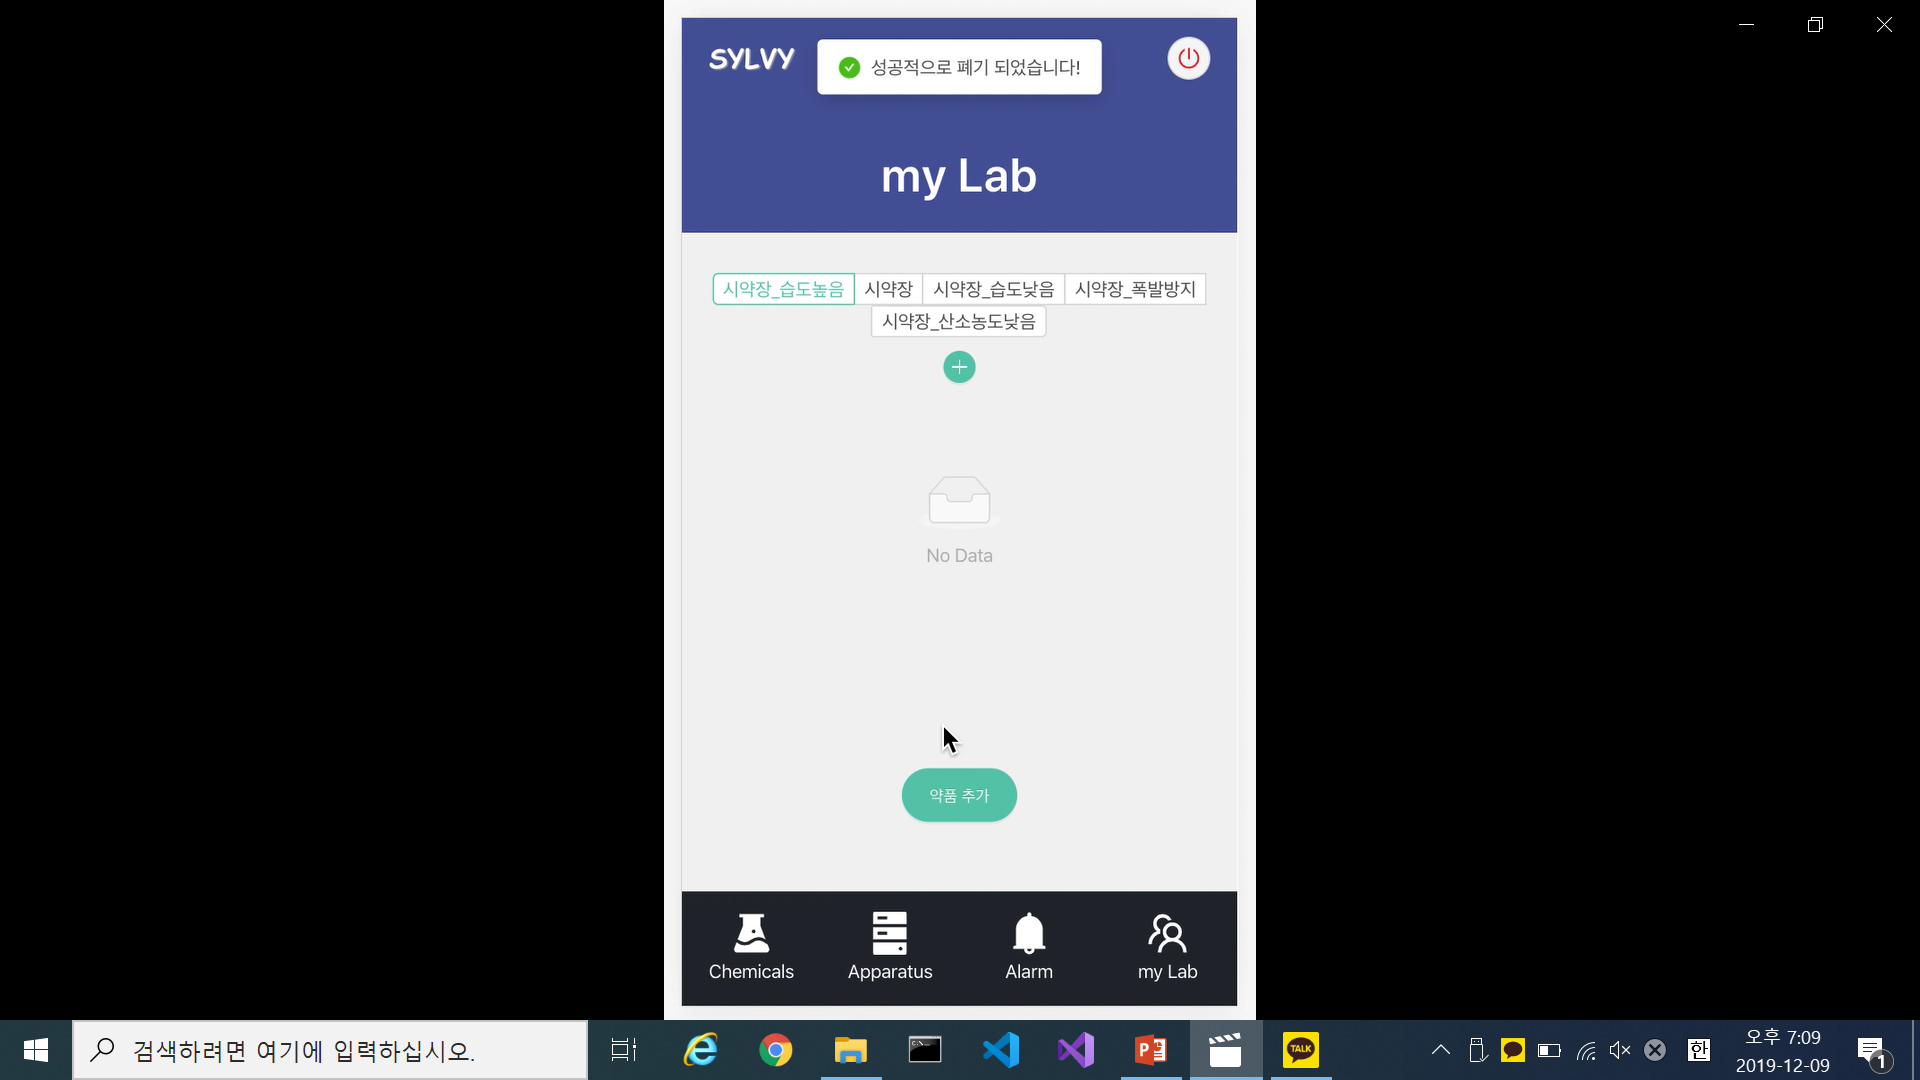 SYLVY
성공적으로 폐기 되었습니다!
my Lab
시약장_습도높음 시약장 시약장_습도낮음 시약장_폭발방지
시약장_산소농도낮음
No Data
약품 추가
Chemicals Apparatus Alarm my Lab
검색하려면 여기에 입력하십시오.
TALK
한
오후 7:09
2019-12-09
1